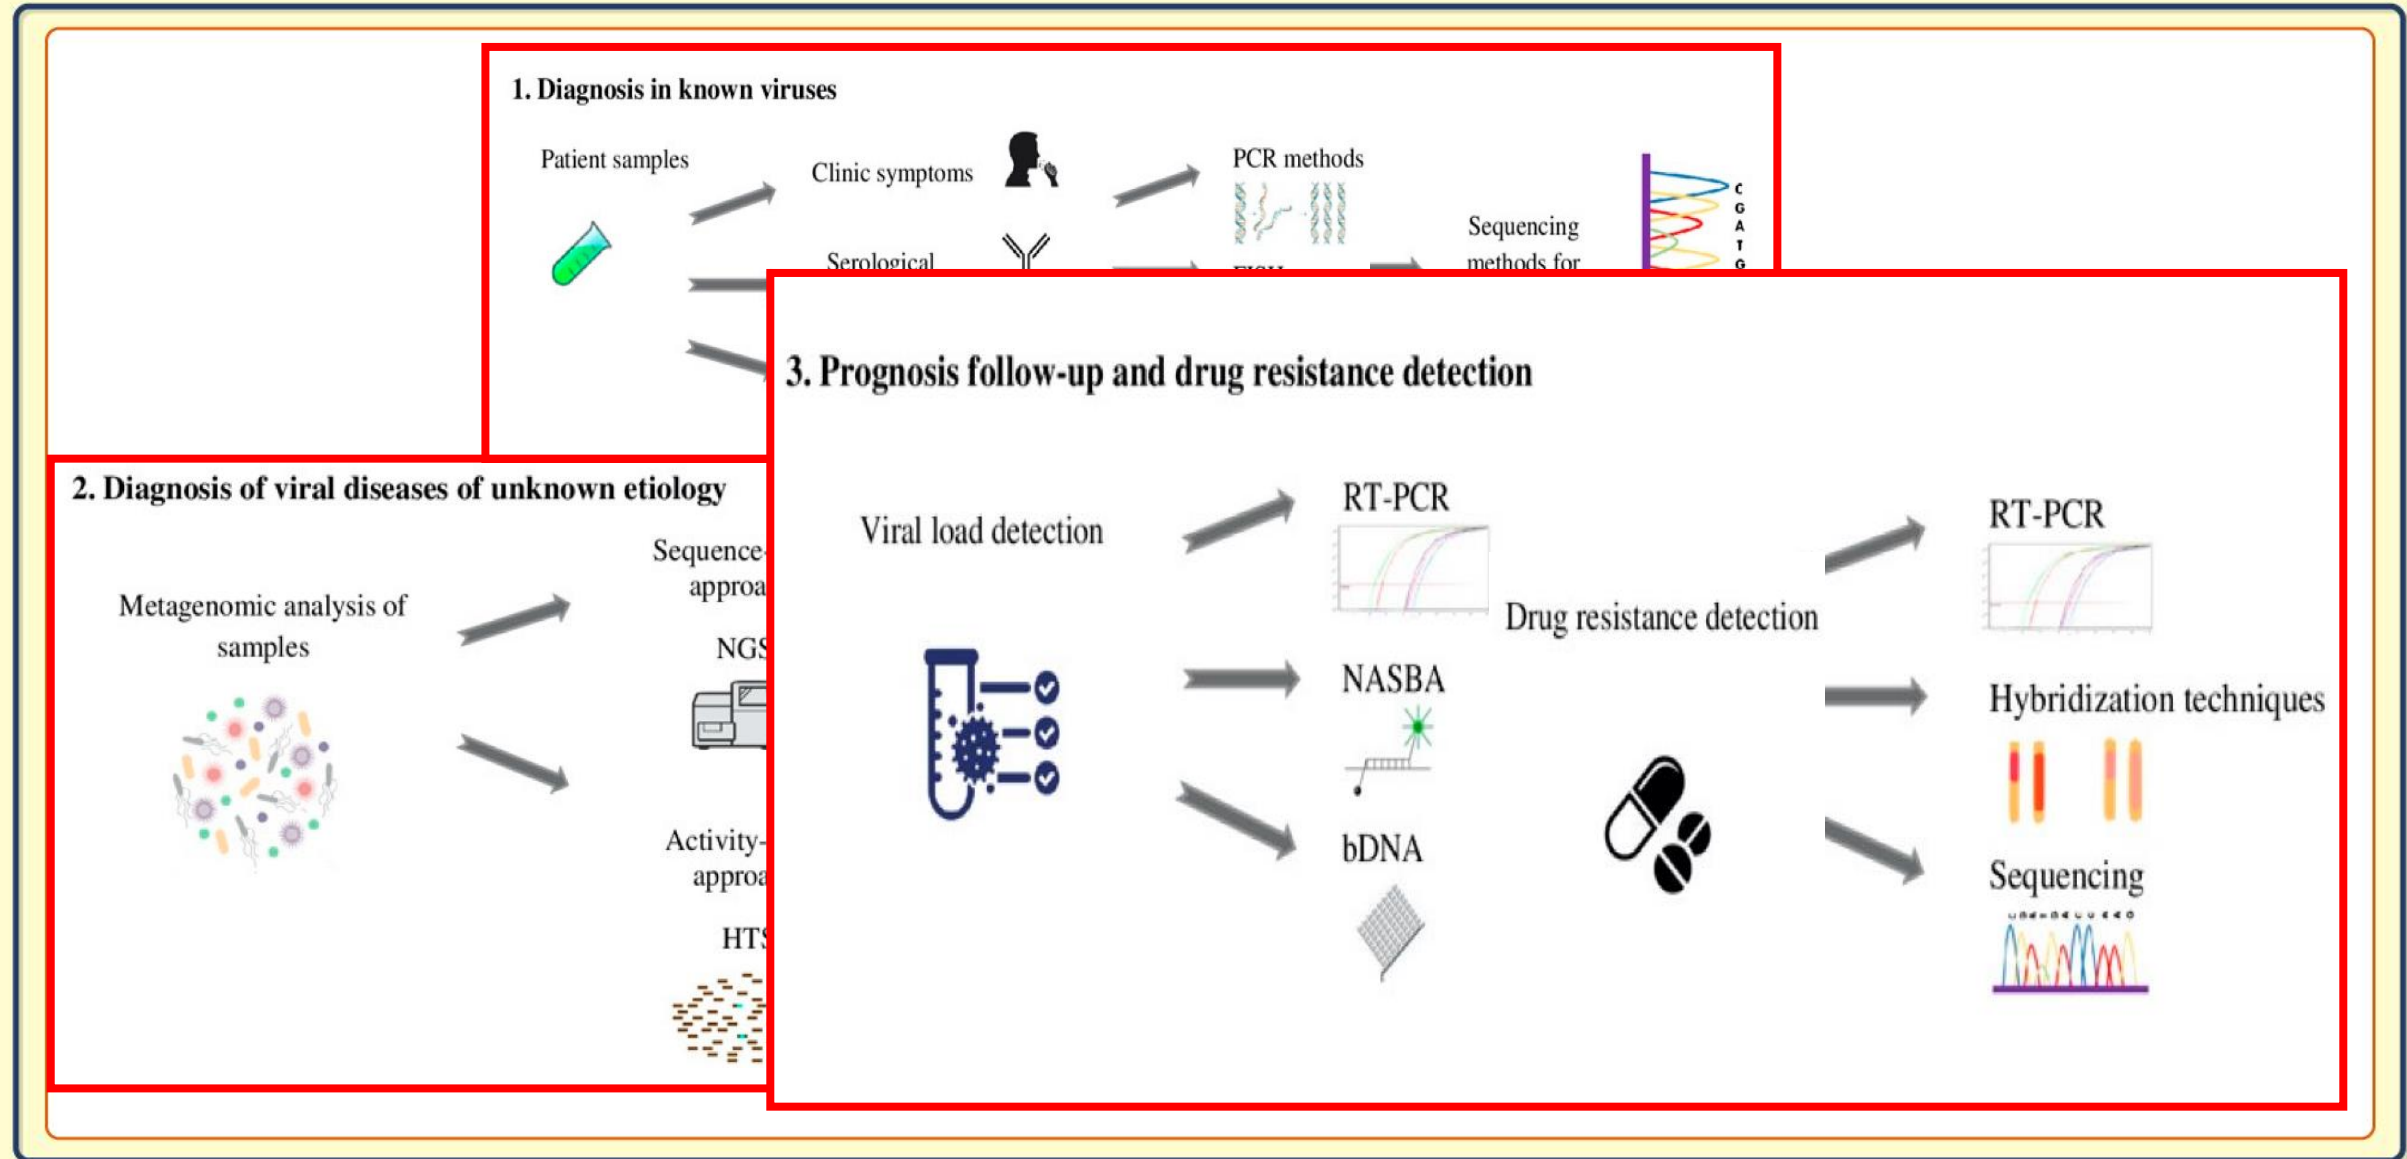 1. Diagnosis in known viruses
Patient samples
Clinic symptoms
Serological
PCR methods
Sequencing
methods for
C
G
A
T
G
2. Diagnosis of viral diseases of unknown etiology
Metagenomic analysis of
samples
3. Prognosis follow-up and drug resistance detection
Viral load detection
RT-PCR
NASBA
bDNA
Drug resistance detection
RT-PCR
Hybridization techniques
Sequencing